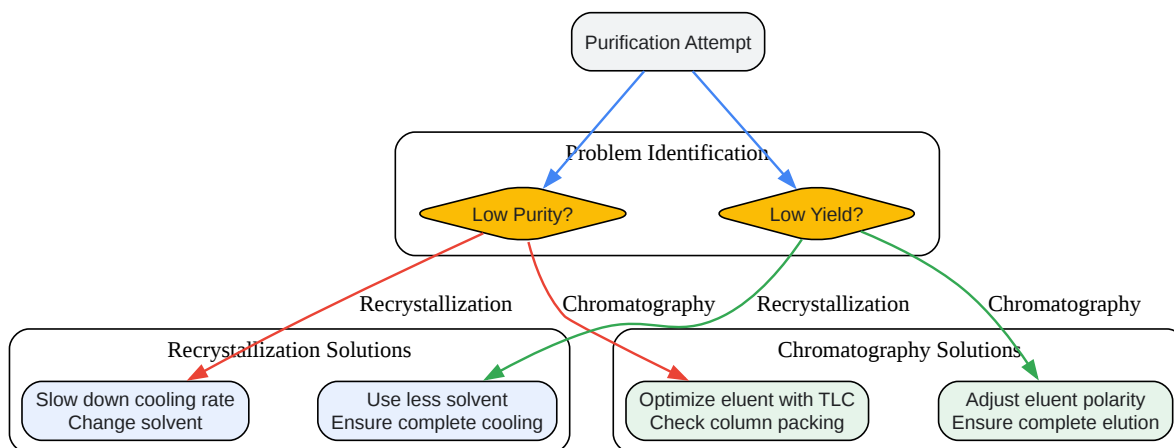 Purification Attempt
Problem Identification
Low Purity?
Low Yield?
Recrystallization
Chromatography
Recrystallization
Chromatography
Recrystallization Solutions
Chromatography Solutions
Slow down cooling rate
Change solvent
Use less solvent
Ensure complete cooling
Optimize eluent with TLC
Check column packing
Adjust eluent polarity
Ensure complete elution